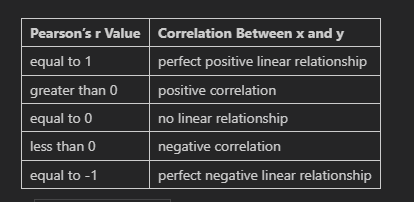 Pearson’s r Value Correlation Between x and y
equal to 1 perfect positive linear relationship
greater than 0 positive correlation
equal to 0 no linear relationship
less than 0 negative correlation
equal to -1 perfect negative linear relationship